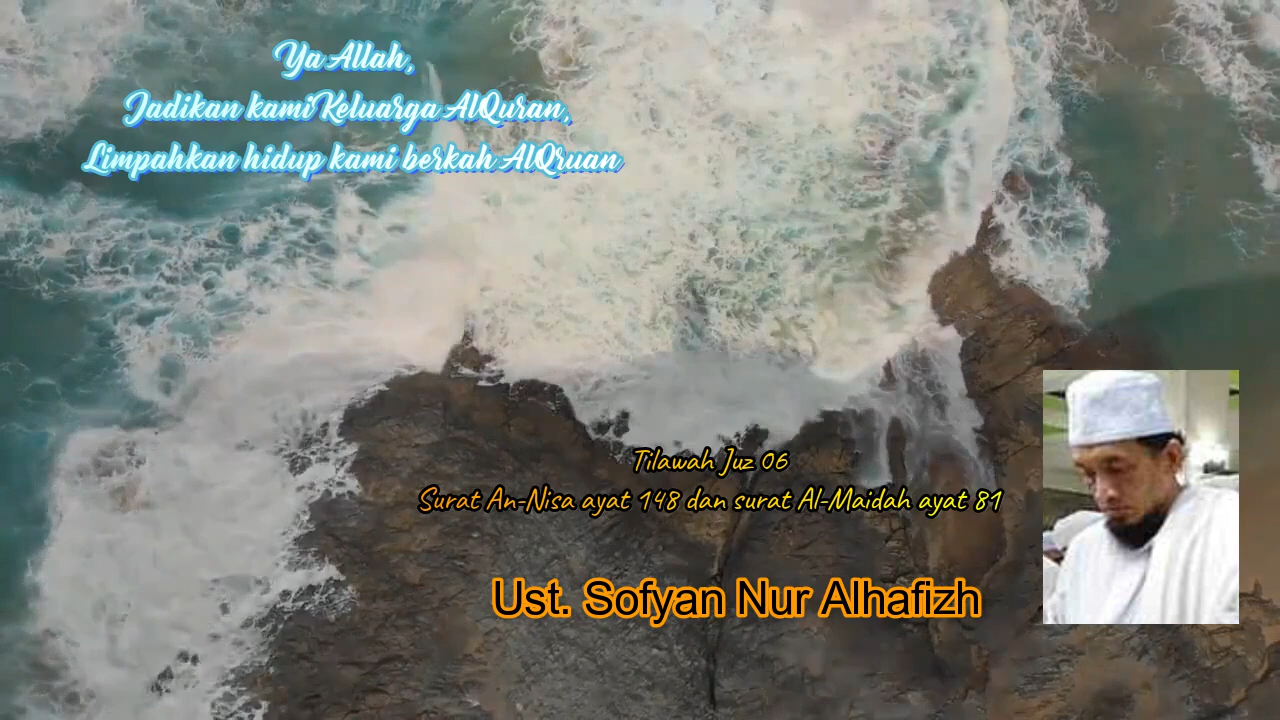 Ya Allah,
Jadikan kami Keluarga AlQuran,
Limpahkan hidup kami berkah AlQruan
Tilawah Juz 06
Surat An-Nisa ayat 148 dan surat Al-Maidah ayat 81
Ust. Sofyan Nur Alhafizh